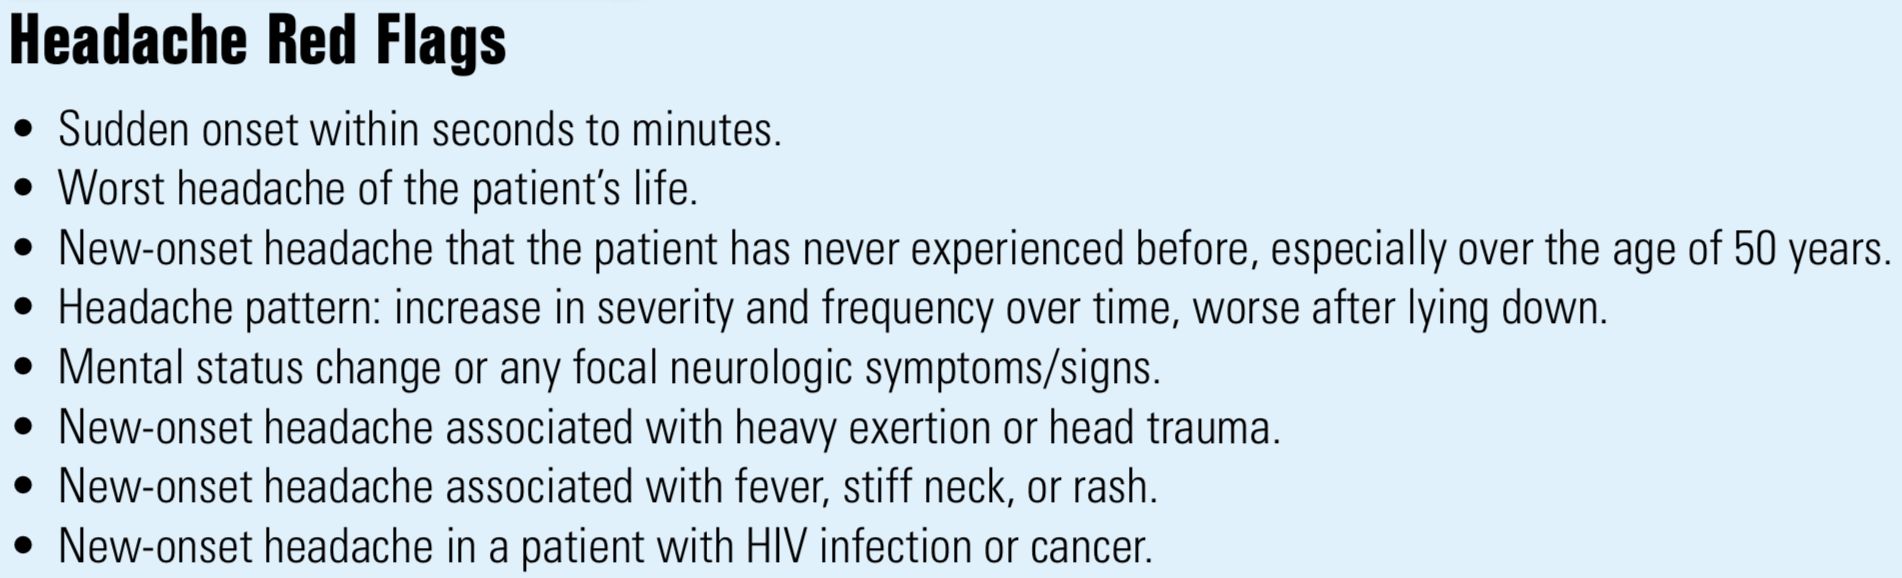 Headache Red Flags
• Sudden onset within seconds to minutes.
• Worst headache of the patient’s life.
• New-onset headache that the patient has never experienced before, especially over the age of 50 years.
• Headache pattern: increase in severity and frequency over time, worse after lying down.
• Mental status change or any focal neurologic symptoms/signs.
• New-onset headache associated with heavy exertion or head trauma.
• New-onset headache associated with fever, stiff neck, or rash.
• New-onset headache in a patient with HIV infection or cancer.